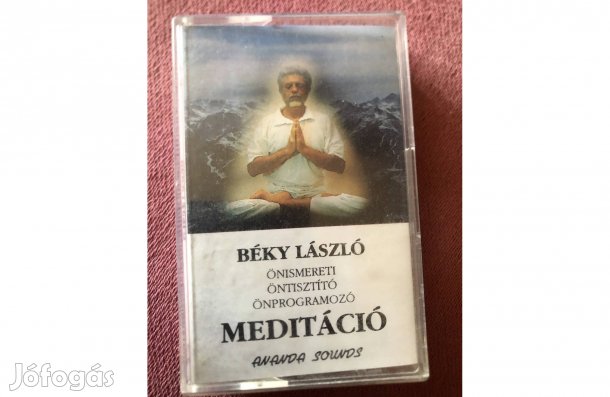 BÉKY LÁSZLÓ
ÖNISMERETI
ÖNTISZTÍTÓ
ÖNPROGRAMOZÓ
MEDITÁCIÓ
ANANDA SOUNDS
Jófogás